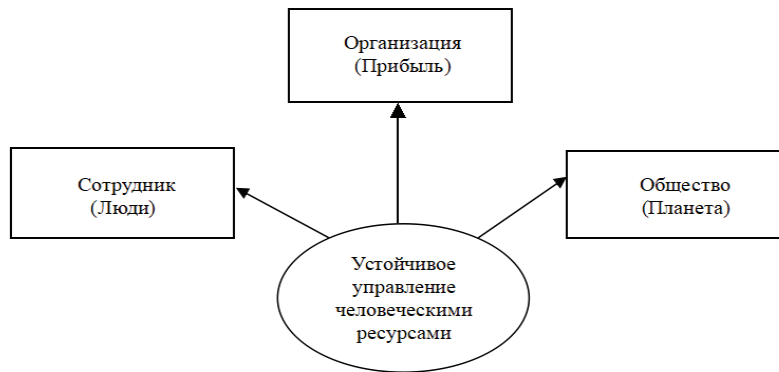 Организация
(Прибыль)
Сотрудник
(Люди)
Общество
(Планета)
Устойчивое
управление
человеческими
ресурсами